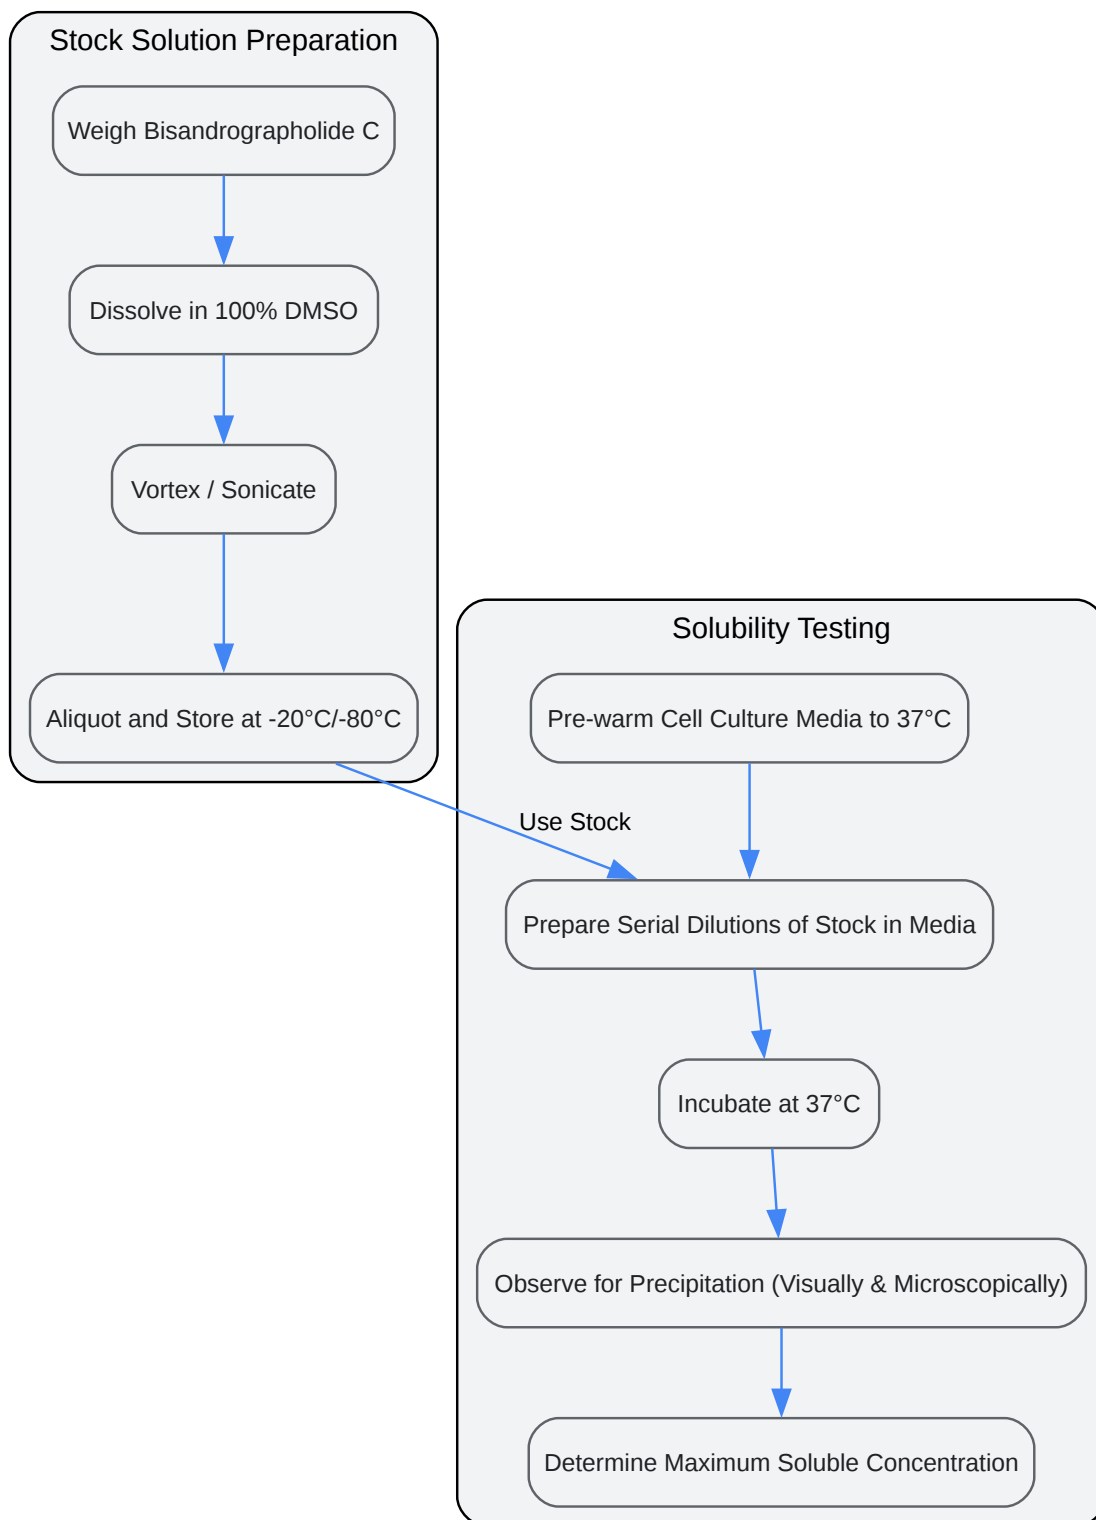 Stock Solution Preparation
Weigh Bisandrographolide C
Dissolve in 100% DMSO
Vortex / Sonicate
Aliquot and Store at -20°C/-80°C
Use Stock
Solubility Testing
Pre-warm Cell Culture Media to 37°C
Prepare Serial Dilutions of Stock in Media
Incubate at 37°C
Observe for Precipitation (Visually & Microscopically)
Determine Maximum Soluble Concentration